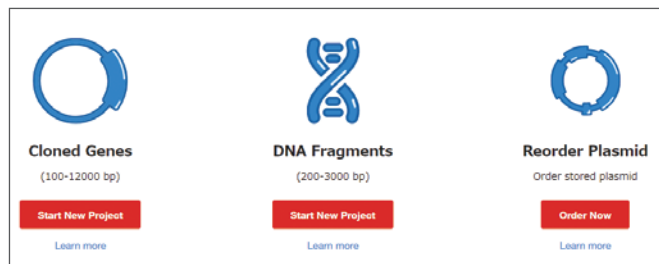 Cloned Genes
(100-12000 bp)
Start New Project
Learn more
DNA Fragments
(200-3000 bp)
Start New Project
Learn more
Reorder Plasmid
Order stored plasmid
Order Now
Learn more